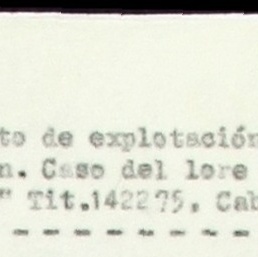 to de explotación
n. Caso del lore
" Tit.142275. Cab
- - - - - - - -